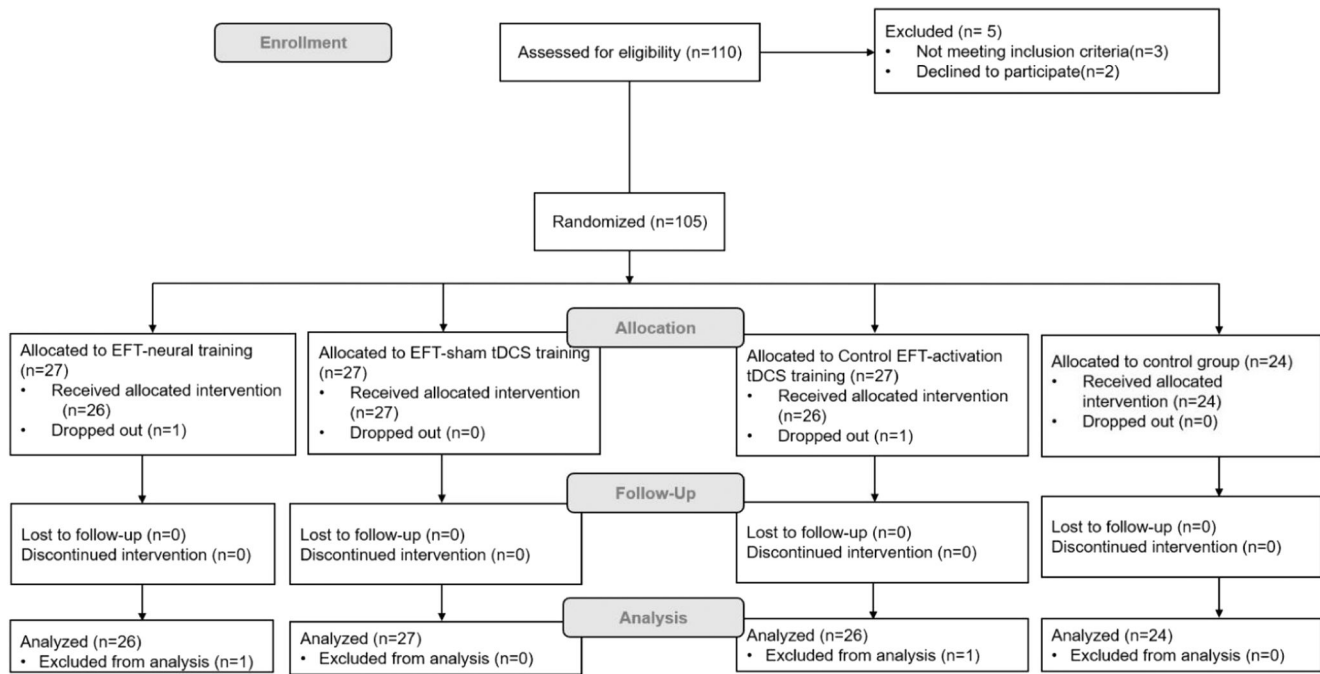 Enrollment
Assessed for eligibility (n=110)
Excluded (n= 5)
• Not meeting inclusion criteria(n=3)
• Declined to participate(n=2)
Randomized (n=105)
Allocation
Allocated to EFT-neural training
(n=27)
• Received allocated intervention
(n=26)
• Dropped out (n=1)
Allocated to EFT-sham tDCS training
(n=27)
• Received allocated intervention
(n=27)
• Dropped out (n=0)
Allocated to Control EFT-activation
tDCS training (n=27)
• Received allocated intervention
(n=26)
• Dropped out (n=1)
Allocated to control group (n=24)
• Received allocated
intervention (n=24)
• Dropped out (n=0)
Follow-Up
Lost to follow-up (n=0)
Discontinued intervention (n=0)
Lost to follow-up (n=0)
Discontinued intervention (n=0)
Lost to follow-up (n=0)
Discontinued intervention (n=0)
Lost to follow-up (n=0)
Discontinued intervention (n=0)
Analysis
Analyzed (n=26)
• Excluded from analysis (n=1)
Analyzed (n=27)
• Excluded from analysis (n=0)
Analyzed (n=26)
• Excluded from analysis (n=1)
Analyzed (n=24)
• Excluded from analysis (n=0)